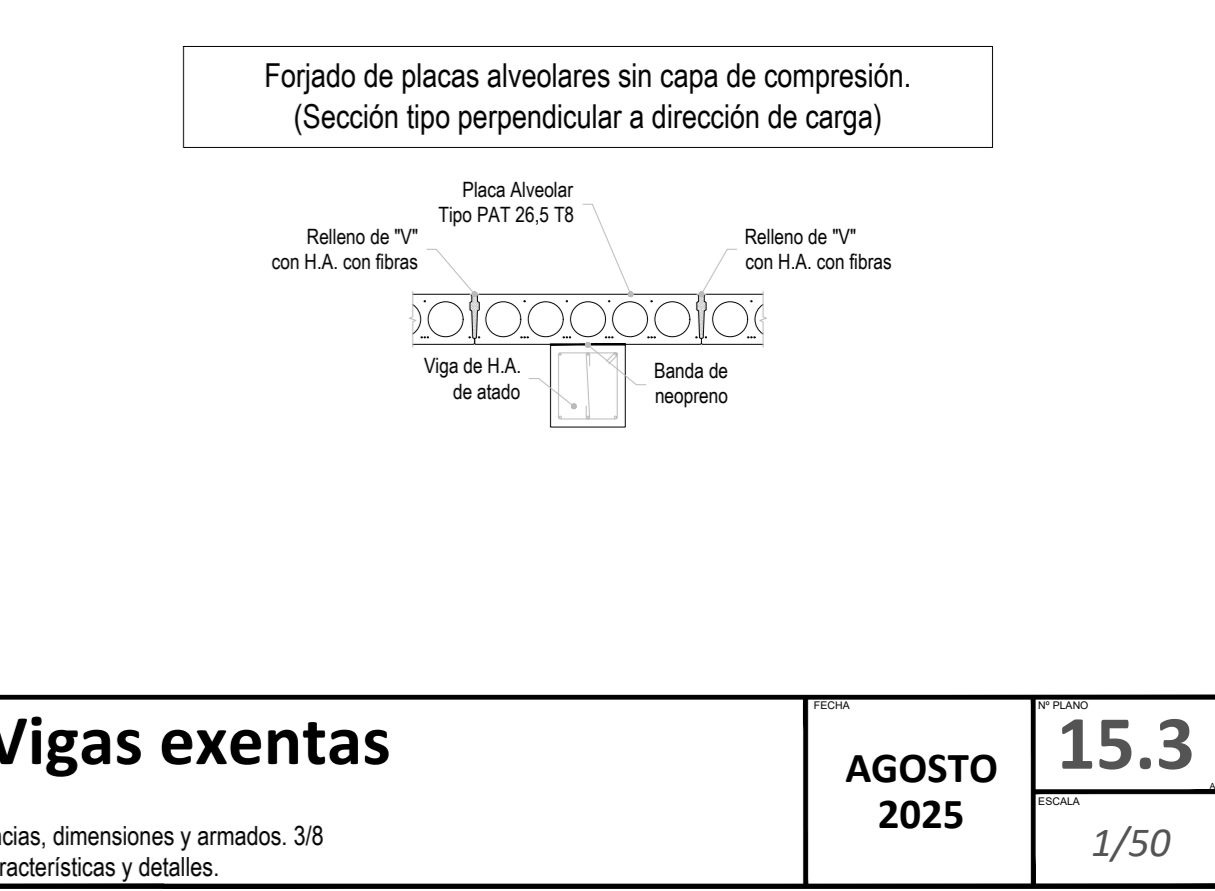 Forjado de placas alveolares sin capa de compresión.
(Sección tipo perpendicular a dirección de carga)
Placa Alveolar
Tipo PAT 26,5 T8
Relleno de "V"
con H.A. con fibras
Relleno de "V"
con H.A. con fibras
Viga de H.A.
de atado
Banda de
neopreno
Vigas exentas
ncias, dimensiones y armados. 3/8
racterísticas y detalles.
FECHA
AGOSTO
2025
Nº PLANO
15.3
A
ESCALA
1/50